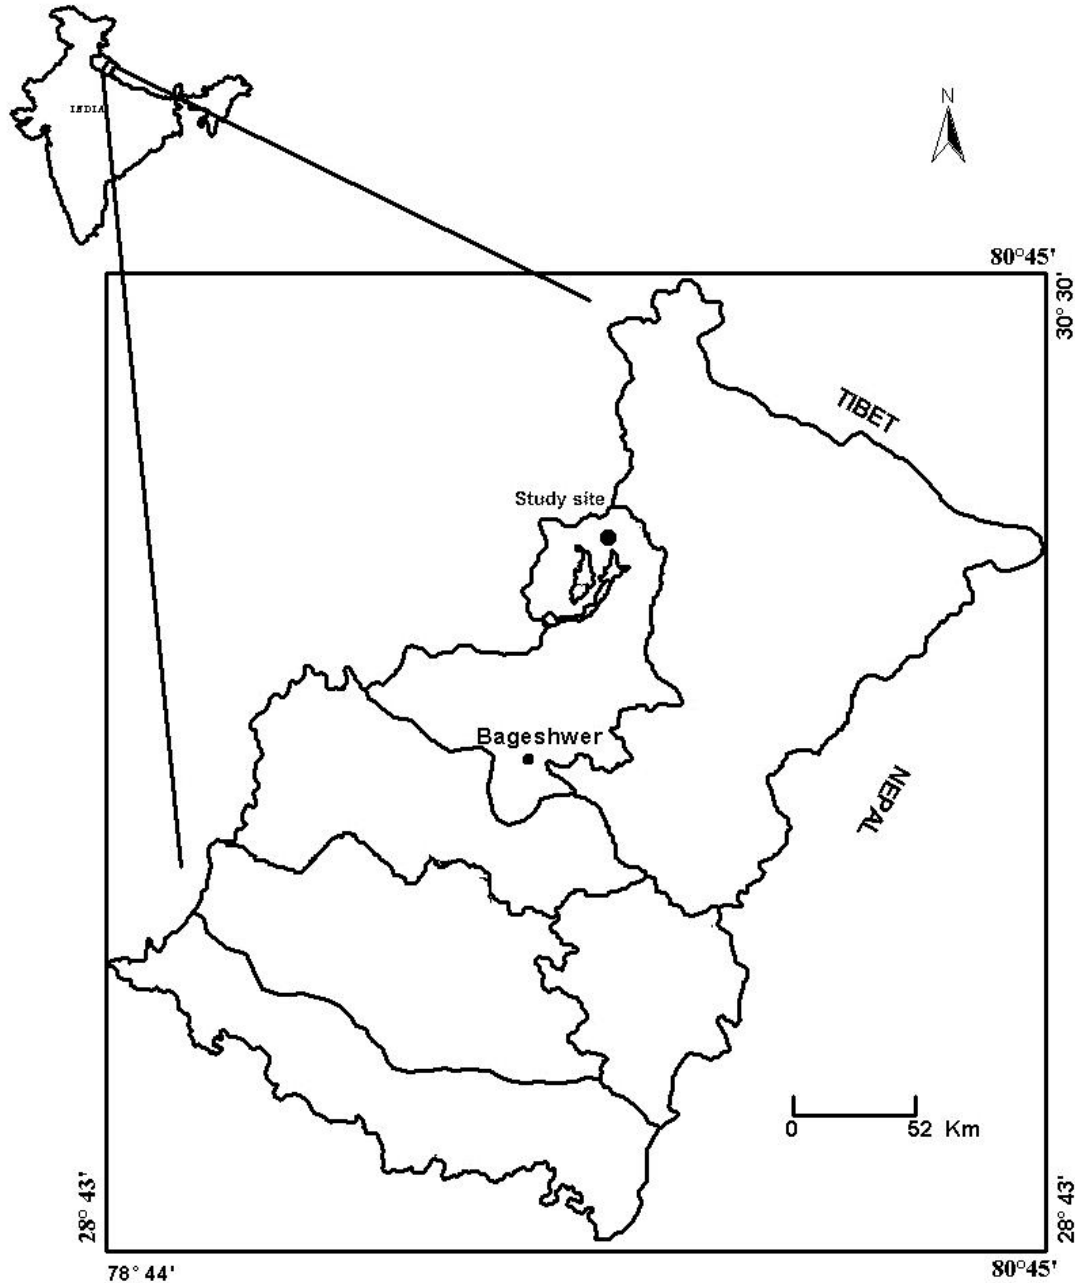 INDIA
N
80°45'
30° 30'
TIBET
Study site
Bageshwer
NEPAL
0 52 Km
28° 43'
28° 43'
78° 44'
80°45'